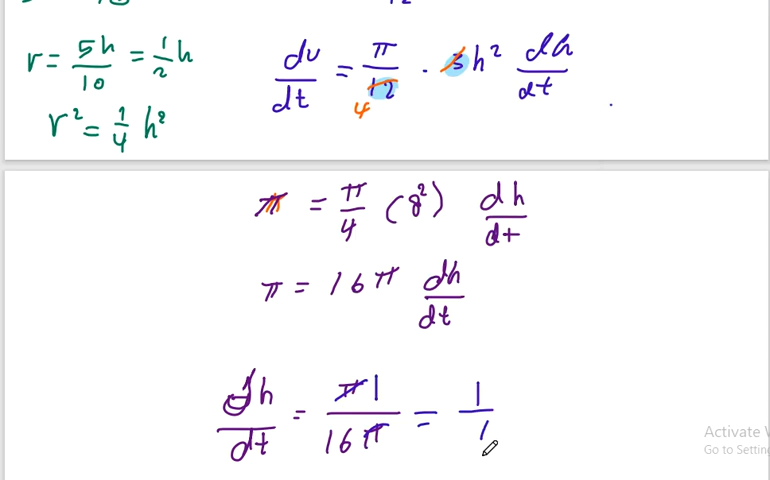 r = 5h/10 = 1/2 h
dv/dt = π/12 · 3h² dh/dt
4
r² = 1/4 h²
π = π/4 (8²) dh/dt
π = 16π dh/dt
dh/dt = π1/16π = 1/1
Activate
Go to Setting